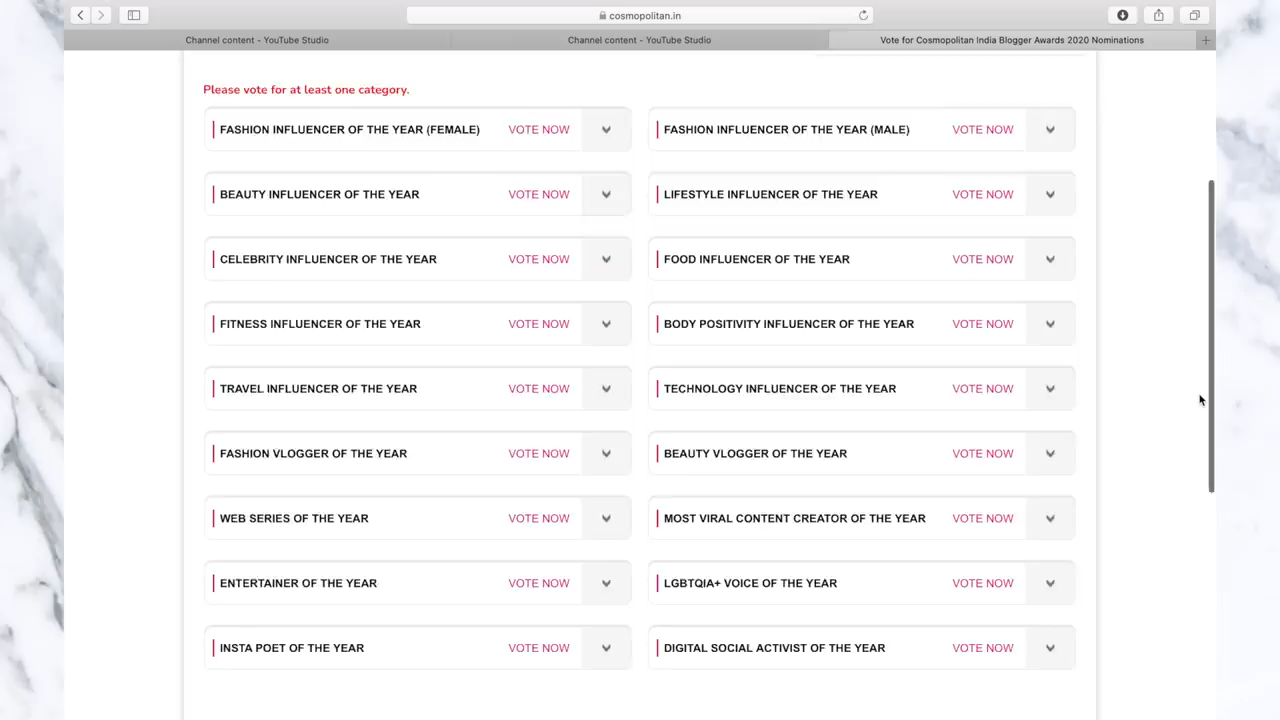 cosmopolitan.in
Channel content - YouTube Studio
Channel content - YouTube Studio
Vote for Cosmopolitan India Blogger Awards 2020 Nominations
Please vote for at least one category.
FASHION INFLUENCER OF THE YEAR (FEMALE) VOTE NOW
FASHION INFLUENCER OF THE YEAR (MALE) VOTE NOW
BEAUTY INFLUENCER OF THE YEAR VOTE NOW
LIFESTYLE INFLUENCER OF THE YEAR VOTE NOW
CELEBRITY INFLUENCER OF THE YEAR VOTE NOW
FOOD INFLUENCER OF THE YEAR VOTE NOW
FITNESS INFLUENCER OF THE YEAR VOTE NOW
BODY POSITIVITY INFLUENCER OF THE YEAR VOTE NOW
TRAVEL INFLUENCER OF THE YEAR VOTE NOW
TECHNOLOGY INFLUENCER OF THE YEAR VOTE NOW
FASHION VLOGGER OF THE YEAR VOTE NOW
BEAUTY VLOGGER OF THE YEAR VOTE NOW
WEB SERIES OF THE YEAR VOTE NOW
MOST VIRAL CONTENT CREATOR OF THE YEAR VOTE NOW
ENTERTAINER OF THE YEAR VOTE NOW
LGBTQIA+ VOICE OF THE YEAR VOTE NOW
INSTA POET OF THE YEAR VOTE NOW
DIGITAL SOCIAL ACTIVIST OF THE YEAR VOTE NOW